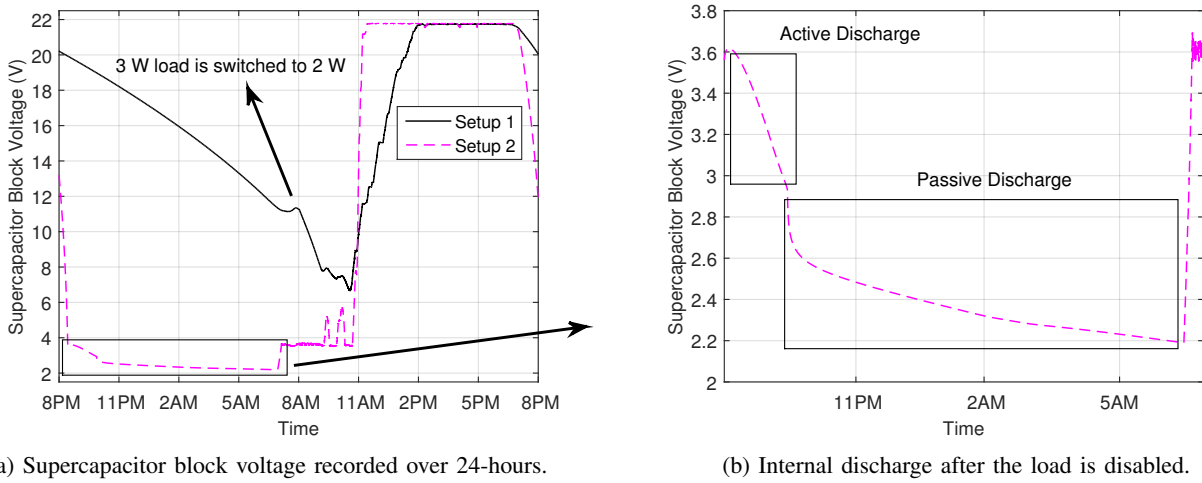 22
20
18
16
14
12
10
8
6
4
2
Supercapacitor Block Voltage (V)
3 W load is switched to 2 W
Setup 1
Setup 2
8PM 11PM 2AM 5AM 8AM 11AM 2PM 5PM 8PM
Time
a) Supercapacitor block voltage recorded over 24-hours.
3.8
3.6
3.4
3.2
3
2.8
2.6
2.4
2.2
2
Supercapacitor Block Voltage (V)
Active Discharge
Passive Discharge
11PM 2AM 5AM
Time
(b) Internal discharge after the load is disabled.